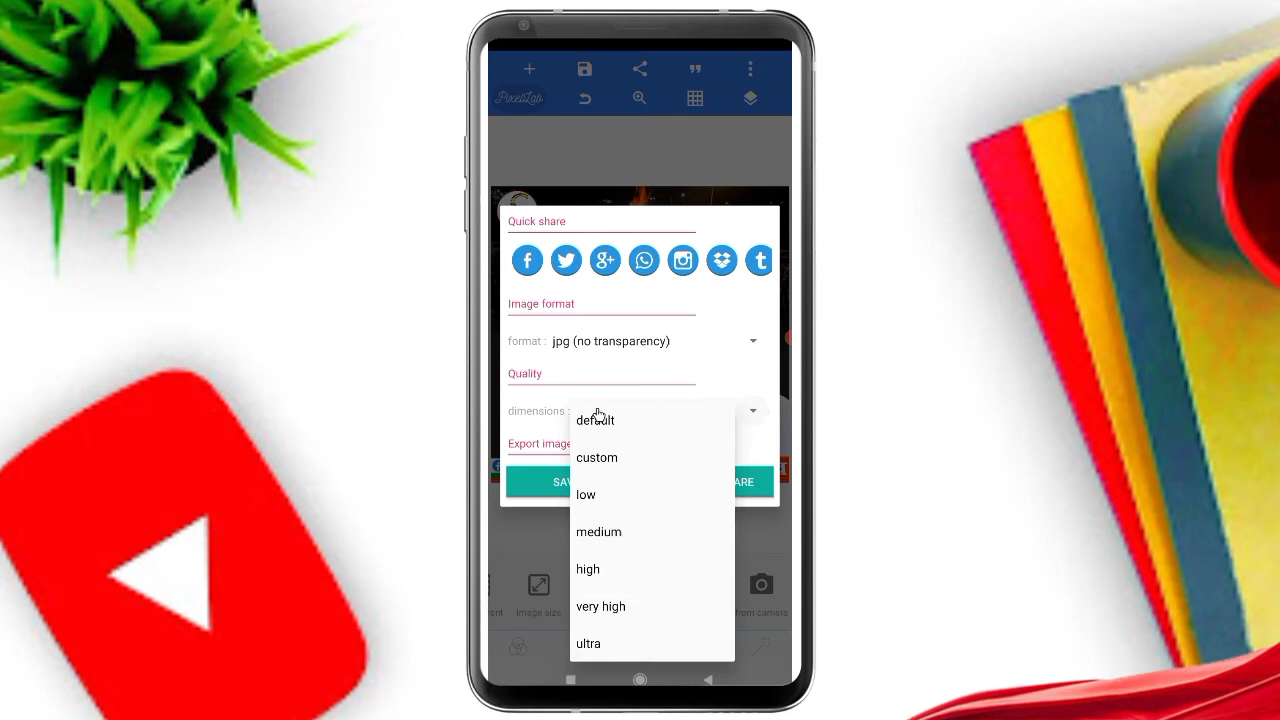 PixelLab
Quick share
Image format
format : jpg (no transparency)
Quality
dimensions :
default
Export image
custom
SAV
ARE
low
medium
high
image size
from camera
very high
ultra